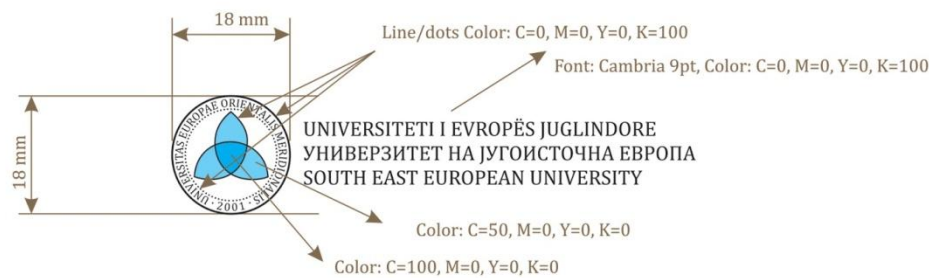 18 mm
Line/dots Color: C=0, M=0, Y=0, K=100
Font: Cambria 9pt, Color: C=0, M=0, Y=0, K=100
18 mm
UNIVERSITAS EUROPAE ORIENTALIS MERIDIONALIS
· 2001 ·
UNIVERSITETI I EVROPËS JUGLINDORE
УНИВЕРЗИТЕТ НА ЈУГОИСТОЧНА ЕВРОПА
SOUTH EAST EUROPEAN UNIVERSITY
Color: C=50, M=0, Y=0, K=0
Color: C=100, M=0, Y=0, K=0